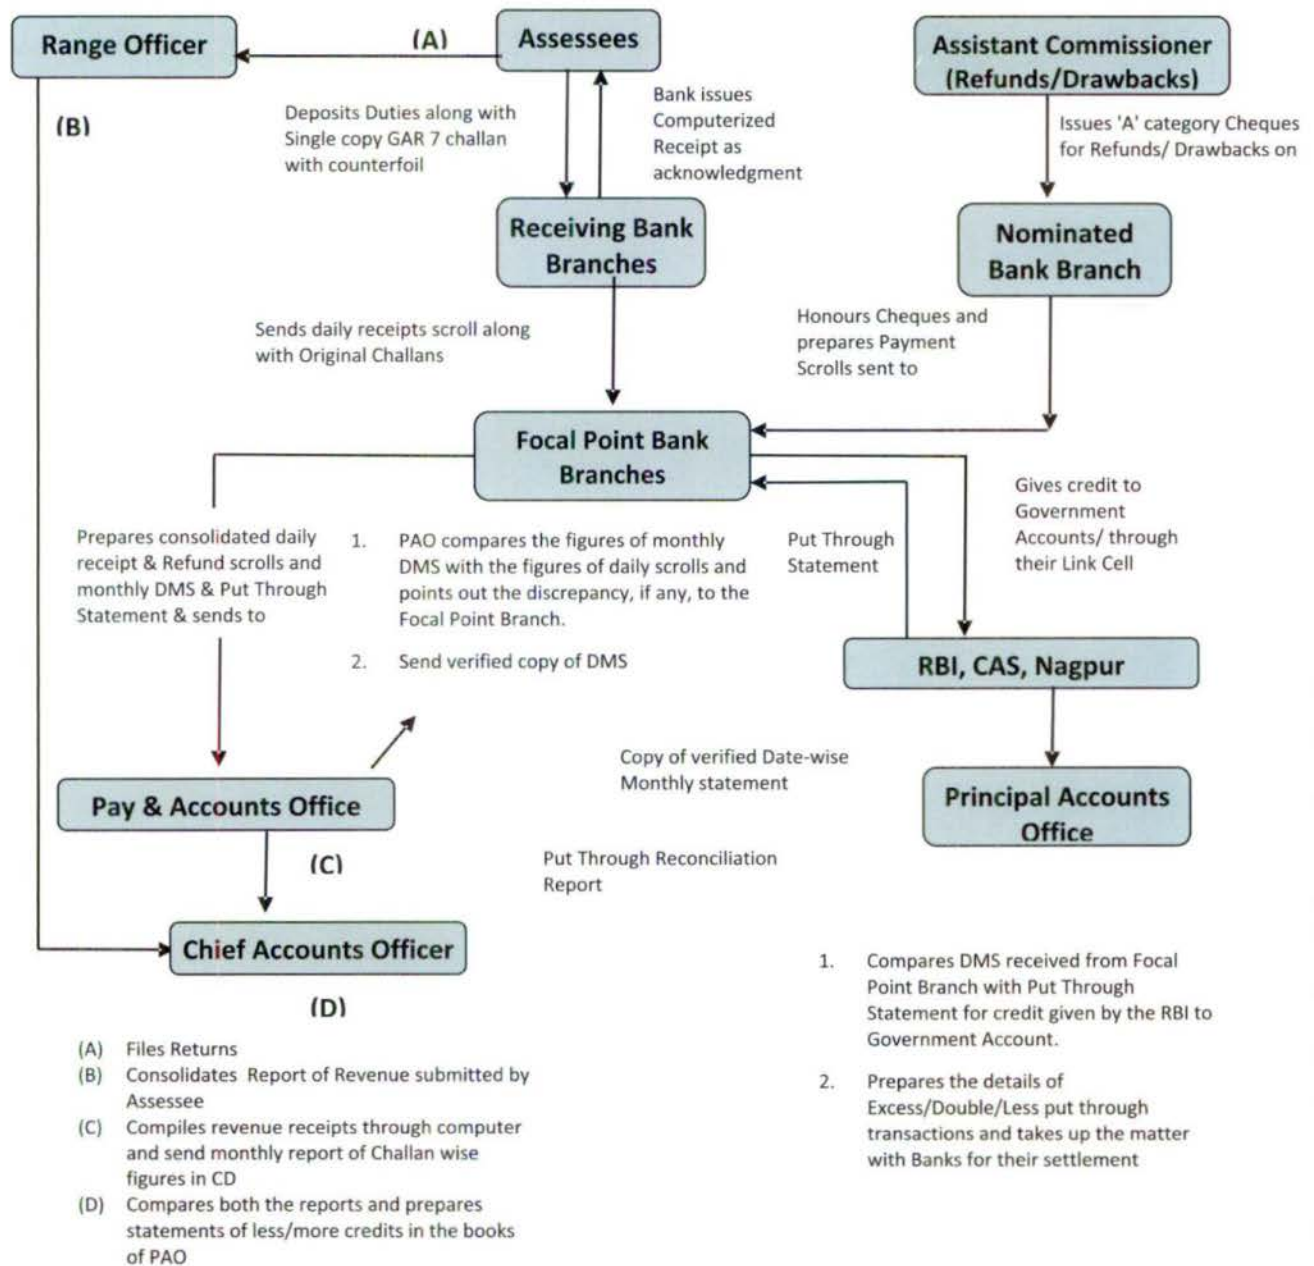 Range Officer
(A)
Assessees
Assistant Commissioner
(Refunds/Drawbacks)
(B)
Deposits Duties along with
Single copy GAR 7 challan
with counterfoil
Bank issues
Computerized
Receipt as
acknowledgment
Issues 'A' category Cheques
for Refunds/ Drawbacks on
Receiving Bank
Branches
Nominated
Bank Branch
Sends daily receipts scroll along
with Original Challans
Honours Cheques and
prepares Payment
Scrolls sent to
Focal Point Bank
Branches
Prepares consolidated daily
receipt & Refund scrolls and
monthly DMS & Put Through
Statement & sends to
1. PAO compares the figures of monthly
DMS with the figures of daily scrolls and
points out the discrepancy, if any, to the
Focal Point Branch.
2. Send verified copy of DMS
Put Through
Statement
Gives credit to
Government
Accounts/ through
their Link Cell
RBI, CAS, Nagpur
Copy of verified Date-wise
Monthly statement
Pay & Accounts Office
Principal Accounts
Office
(C)
Put Through Reconciliation
Report
Chief Accounts Officer
(D)
(A) Files Returns
(B) Consolidates Report of Revenue submitted by
Assessee
(C) Compiles revenue receipts through computer
and send monthly report of Challan wise
figures in CD
(D) Compares both the reports and prepares
statements of less/more credits in the books
of PAO
1. Compares DMS received from Focal
Point Branch with Put Through
Statement for credit given by the RBI to
Government Account.
2. Prepares the details of
Excess/Double/Less put through
transactions and takes up the matter
with Banks for their settlement